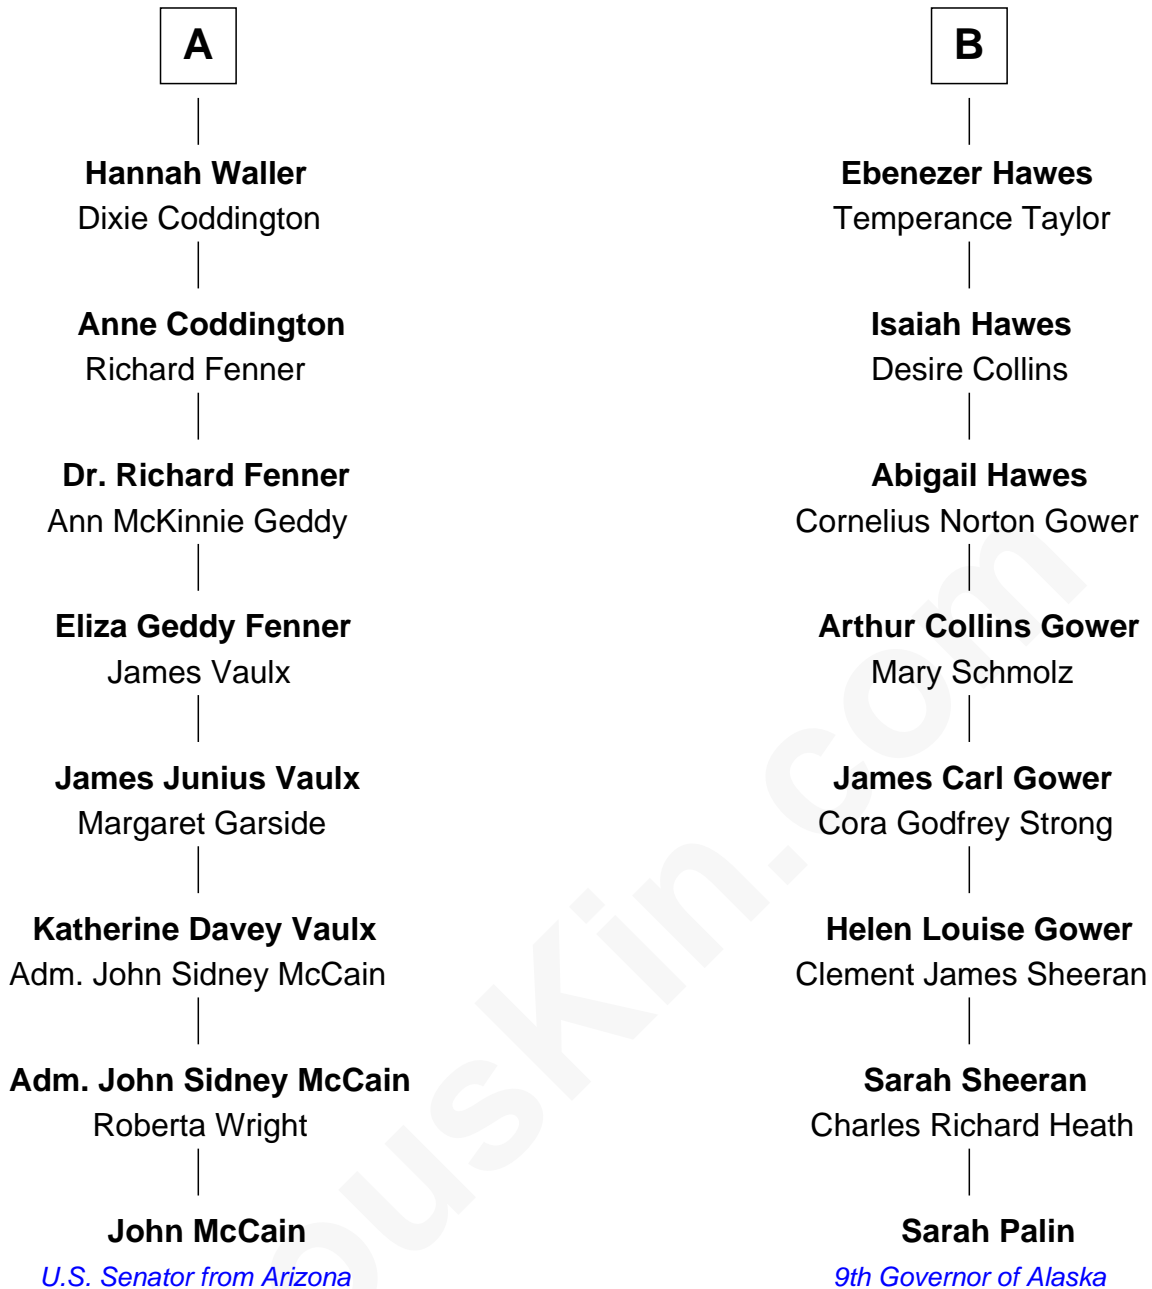 A
Hannah Waller
Dixie Coddington
Anne Coddington
Richard Fenner
Dr. Richard Fenner
Ann McKinnie Geddy
Eliza Geddy Fenner
James Vaulx
James Junius Vaulx
Margaret Garside
Katherine Davey Vaulx
Adm. John Sidney McCain
Adm. John Sidney McCain
Roberta Wright
John McCain
U.S. Senator from Arizona
B
Ebenezer Hawes
Temperance Taylor
Isaiah Hawes
Desire Collins
Abigail Hawes
Cornelius Norton Gower
Arthur Collins Gower
Mary Schmolz
James Carl Gower
Cora Godfrey Strong
Helen Louise Gower
Clement James Sheeran
Sarah Sheeran
Charles Richard Heath
Sarah Palin
9th Governor of Alaska
ousKin.com